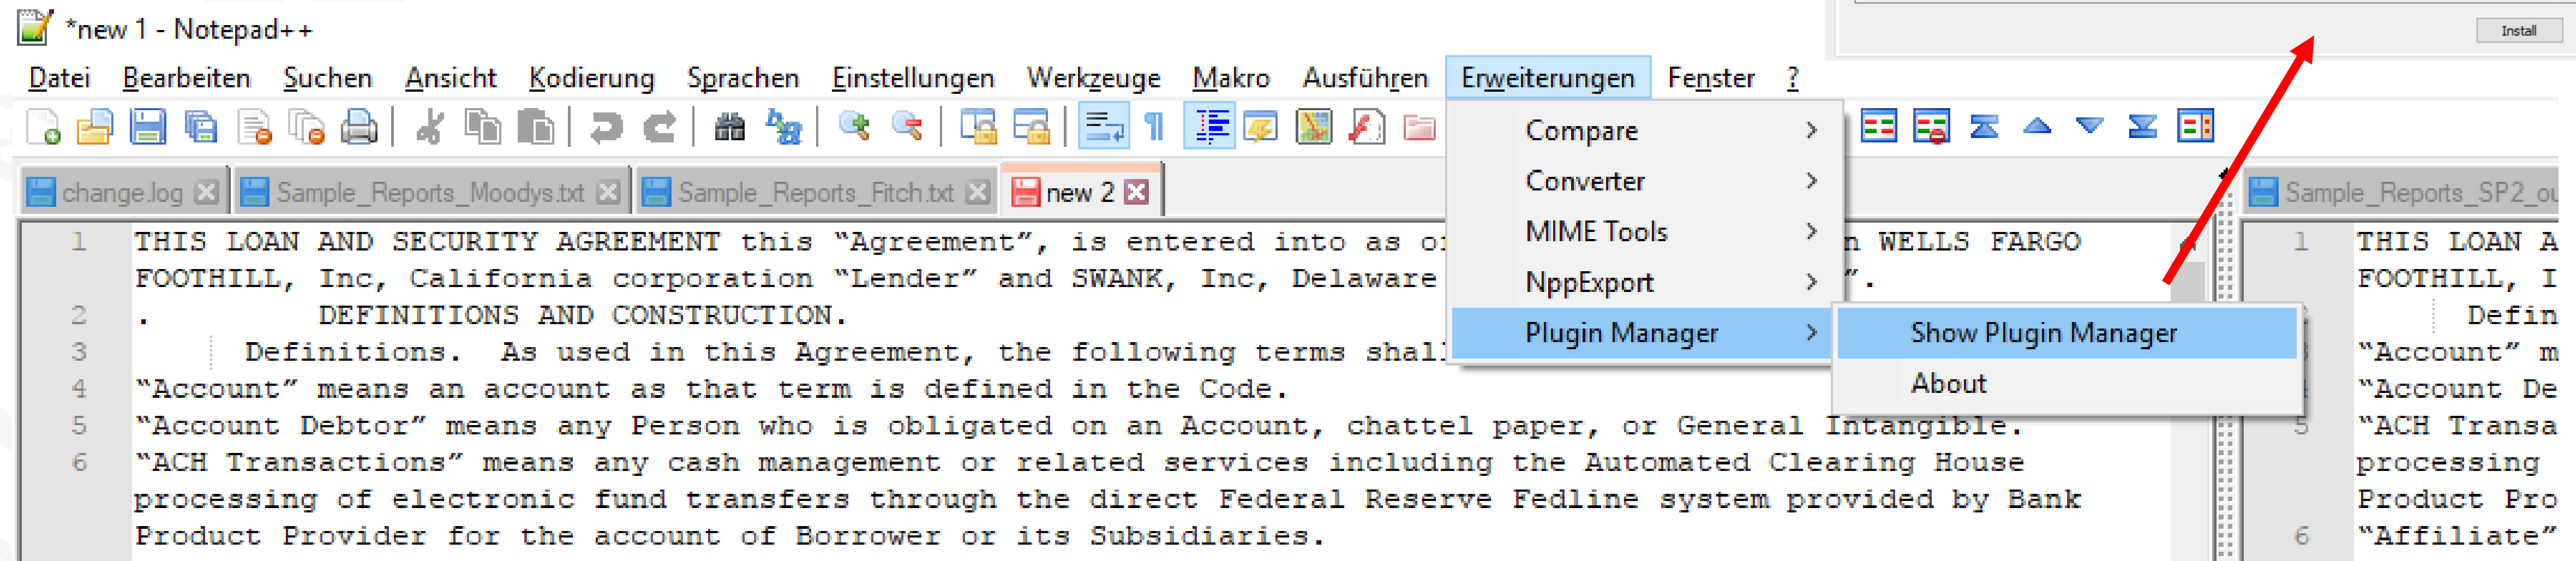 *new 1 - Notepad++
Install
Datei Bearbeiten Suchen Ansicht Kodierung Sprachen Einstellungen Werkzeuge Makro Ausführen Erweiterungen Fenster ?
Compare
Converter
MIME Tools
NppExport
Plugin Manager
Show Plugin Manager
About
change.log Sample_Reports_Moodys.txt Sample_Reports_Fitch.txt new 2
1 THIS LOAN AND SECURITY AGREEMENT this “Agreement”, is entered into as WELLS FARGO
FOOTHILL, Inc, California corporation “Lender” and SWANK, Inc, Delaware ”.
2 . DEFINITIONS AND CONSTRUCTION.
3 Definitions. As used in this Agreement, the following terms
4 “Account” means an account as that term is defined in the Code.
5 “Account Debtor” means any Person who is obligated on an Account, chattel paper, or General Intangible.
6 “ACH Transactions” means any cash management or related services including the Automated Clearing House
processing of electronic fund transfers through the direct Federal Reserve Fedline system provided by Bank
Product Provider for the account of Borrower or its Subsidiaries.
Sample_Reports_SP2_ou
1 THIS LOAN A
FOOTHILL, I
Defin
“Account” m
“Account De
5 “ACH Transa
processing
Product Pro
6 “Affiliate”